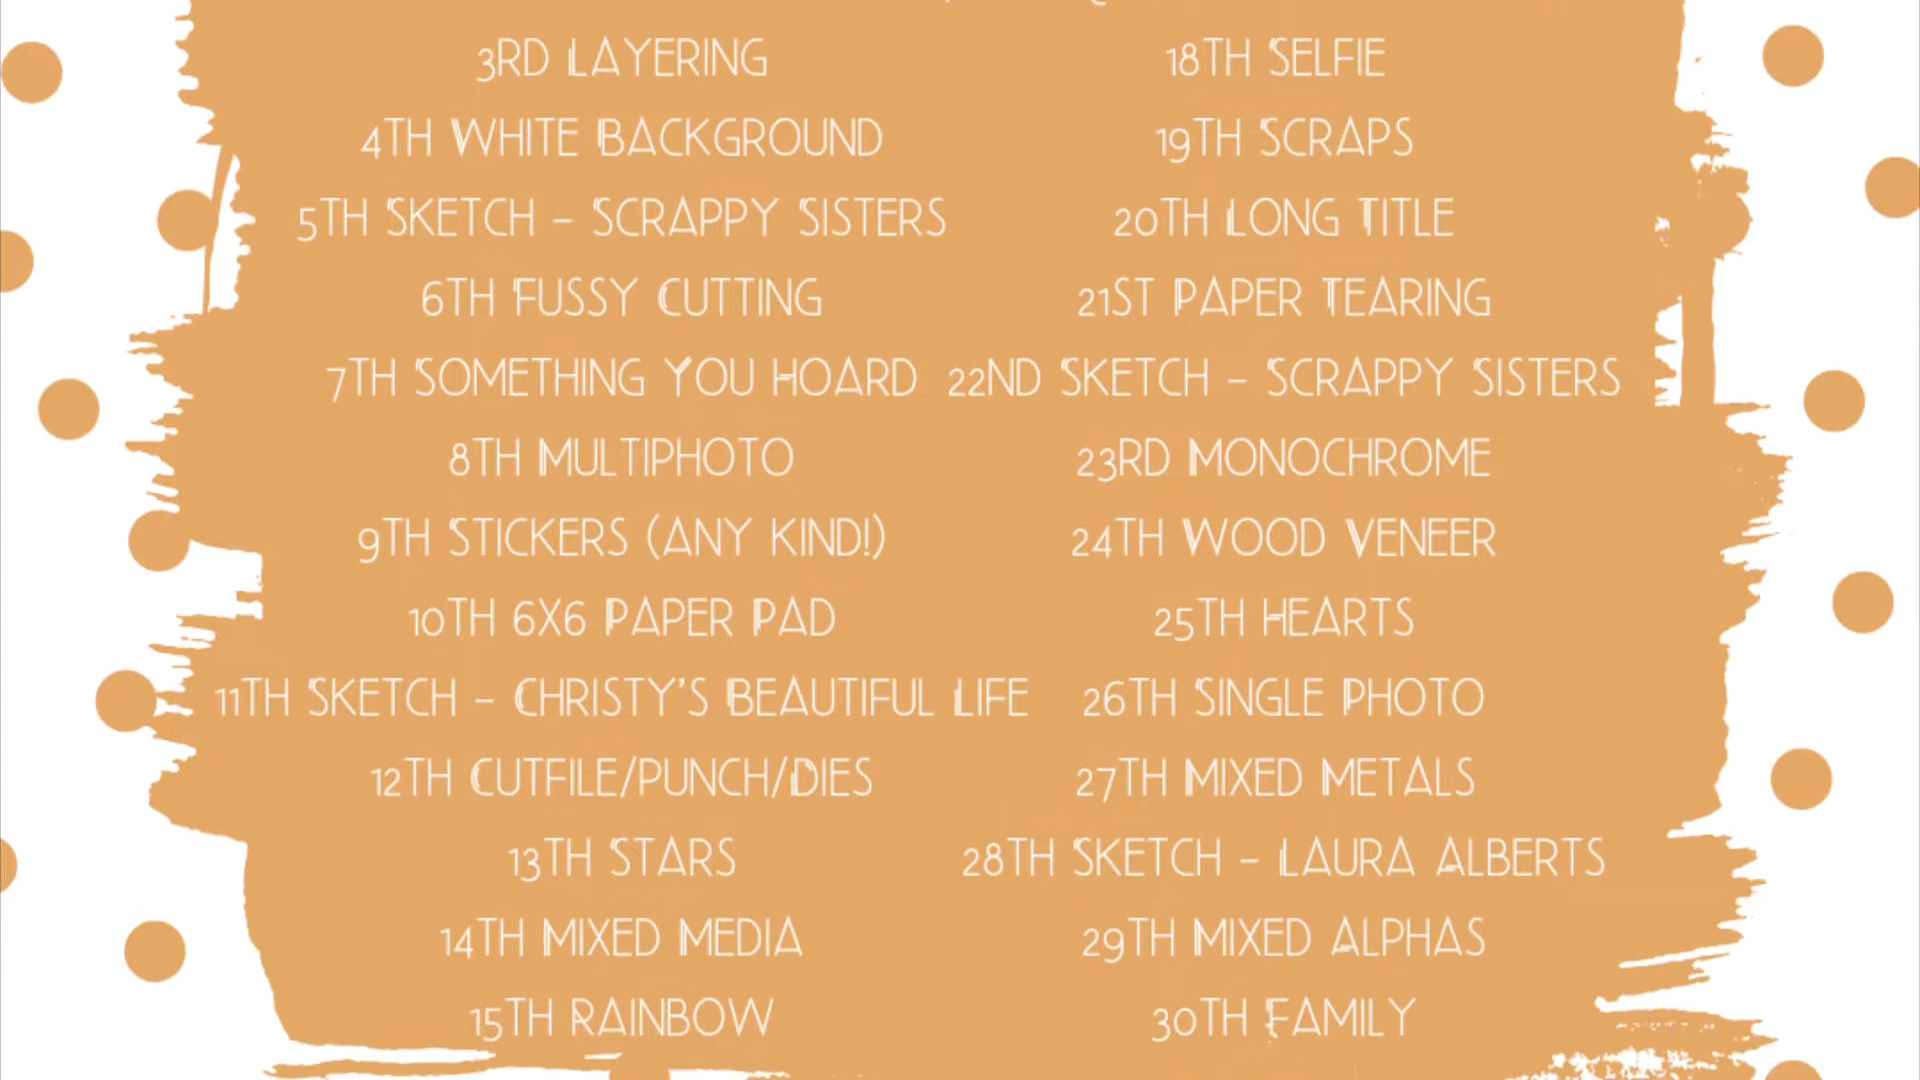 3RD LAYERING
4TH WHITE BACKGROUND
5TH SKETCH – SCRAPPY SISTERS
6TH FUSSY CUTTING
7TH SOMETHING YOU HOARD
8TH MULTIPHOTO
9TH STICKERS (ANY KIND!)
10TH 6X6 PAPER PAD
11TH SKETCH – CHRISTY'S BEAUTIFUL LIFE
12TH CUTFILE/PUNCH/DIES
13TH STARS
14TH MIXED MEDIA
15TH RAINBOW
18TH SELFIE
19TH SCRAPS
20TH LONG TITLE
21ST PAPER TEARING
22ND SKETCH – SCRAPPY SISTERS
23RD MONOCHROME
24TH WOOD VENEER
25TH HEARTS
26TH SINGLE PHOTO
27TH MIXED METALS
28TH SKETCH – LAURA ALBERTS
29TH MIXED ALPHAS
30TH FAMILY